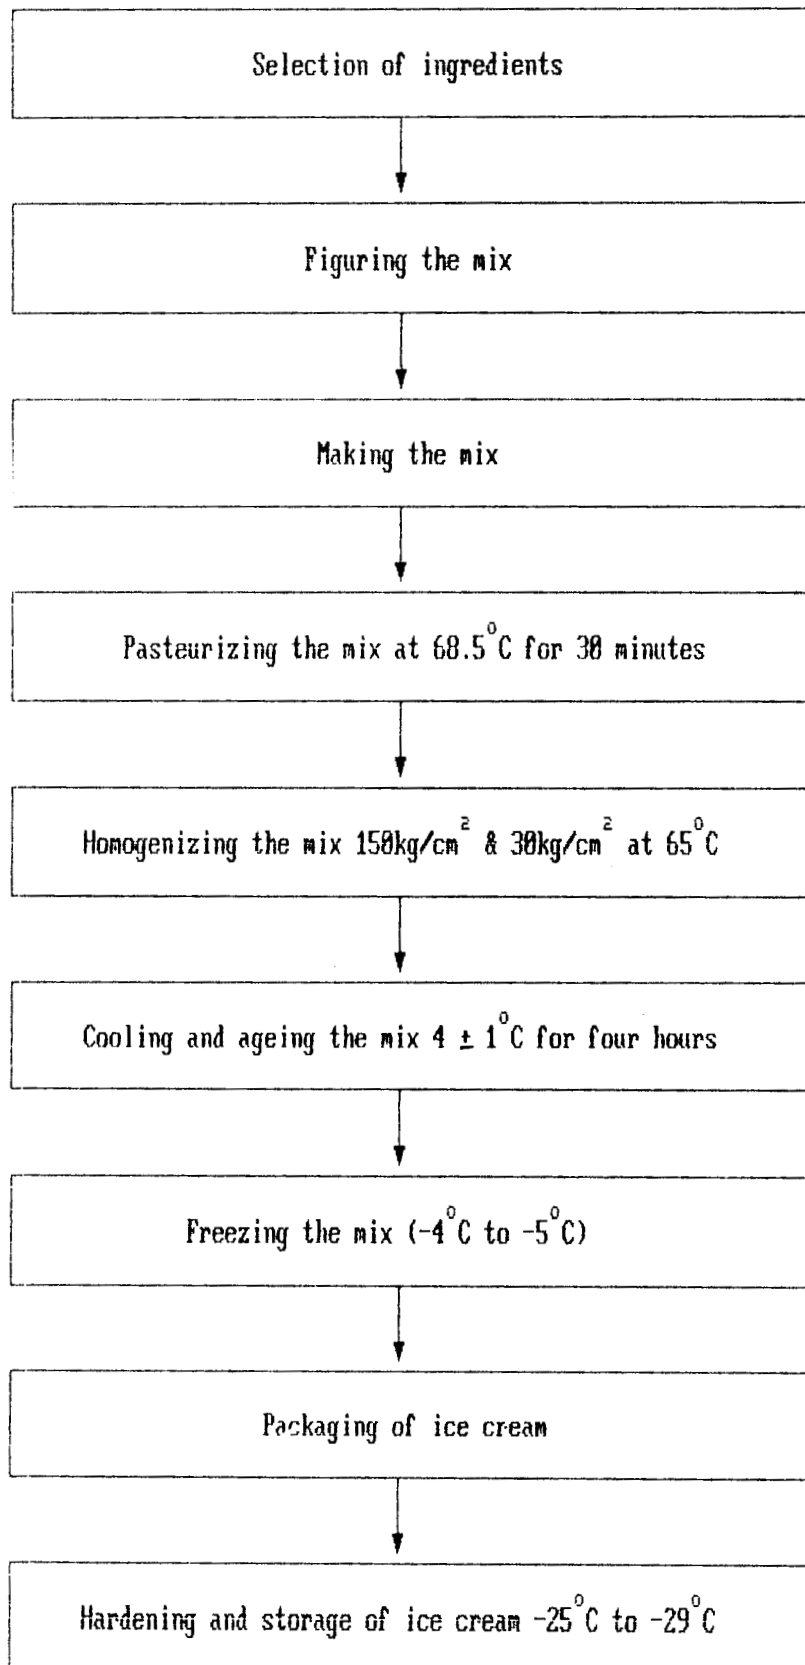 Selection of ingredients
Figuring the mix
Making the mix
Pasteurizing the mix at 68.5°C for 30 minutes
Homogenizing the mix 150kg/cm² & 30kg/cm² at 65°C
Cooling and ageing the mix 4 ± 1°C for four hours
Freezing the mix (-4°C to -5°C)
Packaging of ice cream
Hardening and storage of ice cream -25°C to -29°C